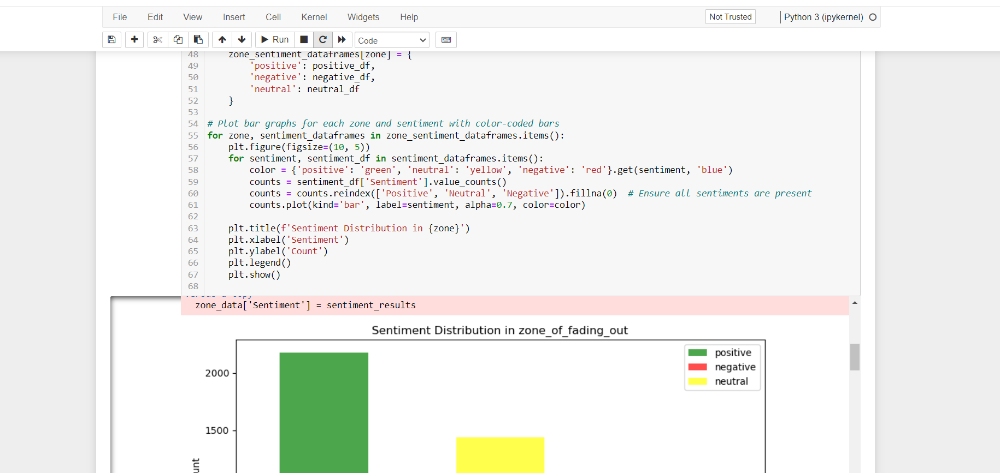 File Edit View Insert Cell Kernel Widgets Help Not Trusted Python 3 (ipykernel)
Run Code
48 zone_sentiment_dataframes[zone] = {
49 'positive': positive_df,
50 'negative': negative_df,
51 'neutral': neutral_df
52 }
53
54 # Plot bar graphs for each zone and sentiment with color-coded bars
55 for zone, sentiment_dataframes in zone_sentiment_dataframes.items():
56 plt.figure(figsize=(10, 5))
57 for sentiment, sentiment_df in sentiment_dataframes.items():
58 color = {'positive': 'green', 'neutral': 'yellow', 'negative': 'red'}.get(sentiment, 'blue')
59 counts = sentiment_df['Sentiment'].value_counts()
60 counts = counts.reindex(['Positive', 'Neutral', 'Negative']).fillna(0)  # Ensure all sentiments are present
61 counts.plot(kind='bar', label=sentiment, alpha=0.7, color=color)
62
63 plt.title(f'Sentiment Distribution in {zone}')
64 plt.xlabel('Sentiment')
65 plt.ylabel('Count')
66 plt.legend()
67 plt.show()
68
zone_data['Sentiment'] = sentiment_results
Sentiment Distribution in zone_of_fading_out
positive
negative
neutral
2000
1500